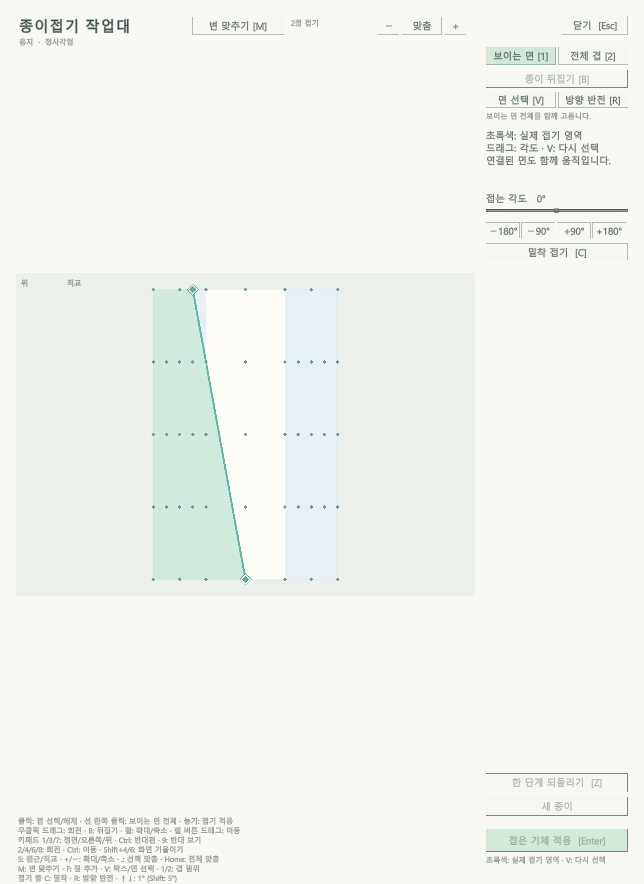 종이접기 작업대
용지 · 정사각형
변 맞추기 [M]
2점 접기
－ 맞춤 +
닫기 [Esc]
보이는 면 [1] 전체 겹 [2]
종이 뒤집기 [B]
면 선택 [V] 방향 반전 [R]
보이는 면 전체를 함께 고릅니다.
초록색: 실제 접기 영역
드래그: 각도 · V: 다시 선택
연결된 면도 함께 움직입니다.
접는 각도 0°
－180° －90° +90° +180°
밀착 접기 [C]
위 직교
한 단계 되돌리기 [Z]
새 종이
접은 기체 적용 [Enter]
초록색: 실제 접기 영역 · V: 다시 선택
클릭: 점 선택/해제 · 선 한쪽 클릭: 보이는 면 전체 · 놓기: 접기 적용
우클릭 드래그: 회전 · B: 뒤집기 · 휠: 확대/축소 · 휠 버튼 드래그: 이동
키패드 1/3/7: 정면/오른쪽/위 · Ctrl: 반대편 · 9: 반대 보기
2/4/6/8: 회전 · Ctrl: 이동 · Shift+4/6: 화면 기울이기
5: 원근/직교 · +/−: 확대/축소 · .: 선택 맞춤 · Home: 전체 맞춤
M: 변 맞추기 · F: 점 추가 · V: 박스/면 선택 · 1/2: 겹 범위
접기 중 C: 밀착 · R: 방향 반전 · ↑ ↓: 1° (Shift: 5°)